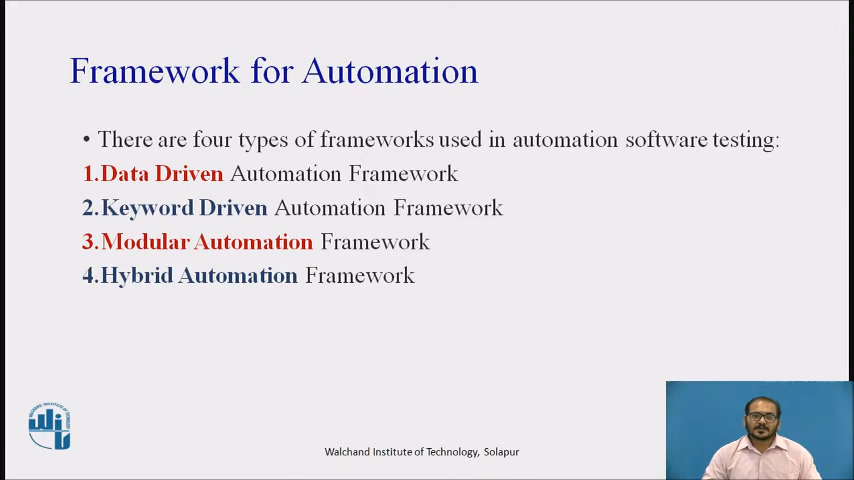 Framework for Automation
• There are four types of frameworks used in automation software testing:
1.Data Driven Automation Framework
2.Keyword Driven Automation Framework
3.Modular Automation Framework
4.Hybrid Automation Framework
Walchand Institute of Technology, Solapur